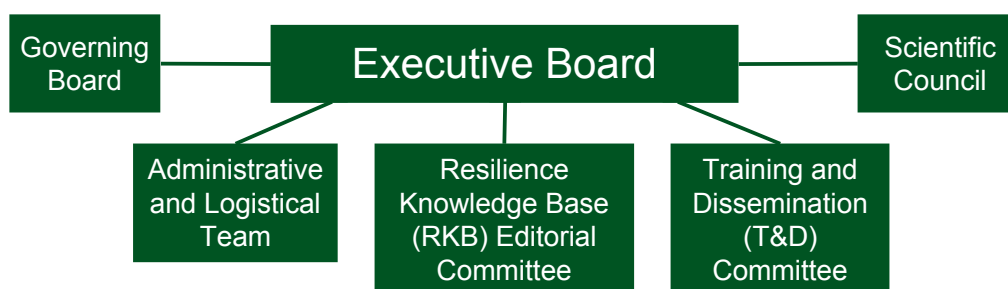 Governing
Board
Executive Board
Scientific
Council
Administrative
and Logistical
Team
Resilience
Knowledge Base
(RKB) Editorial
Committee
Training and
Dissemination
(T&D)
Committee